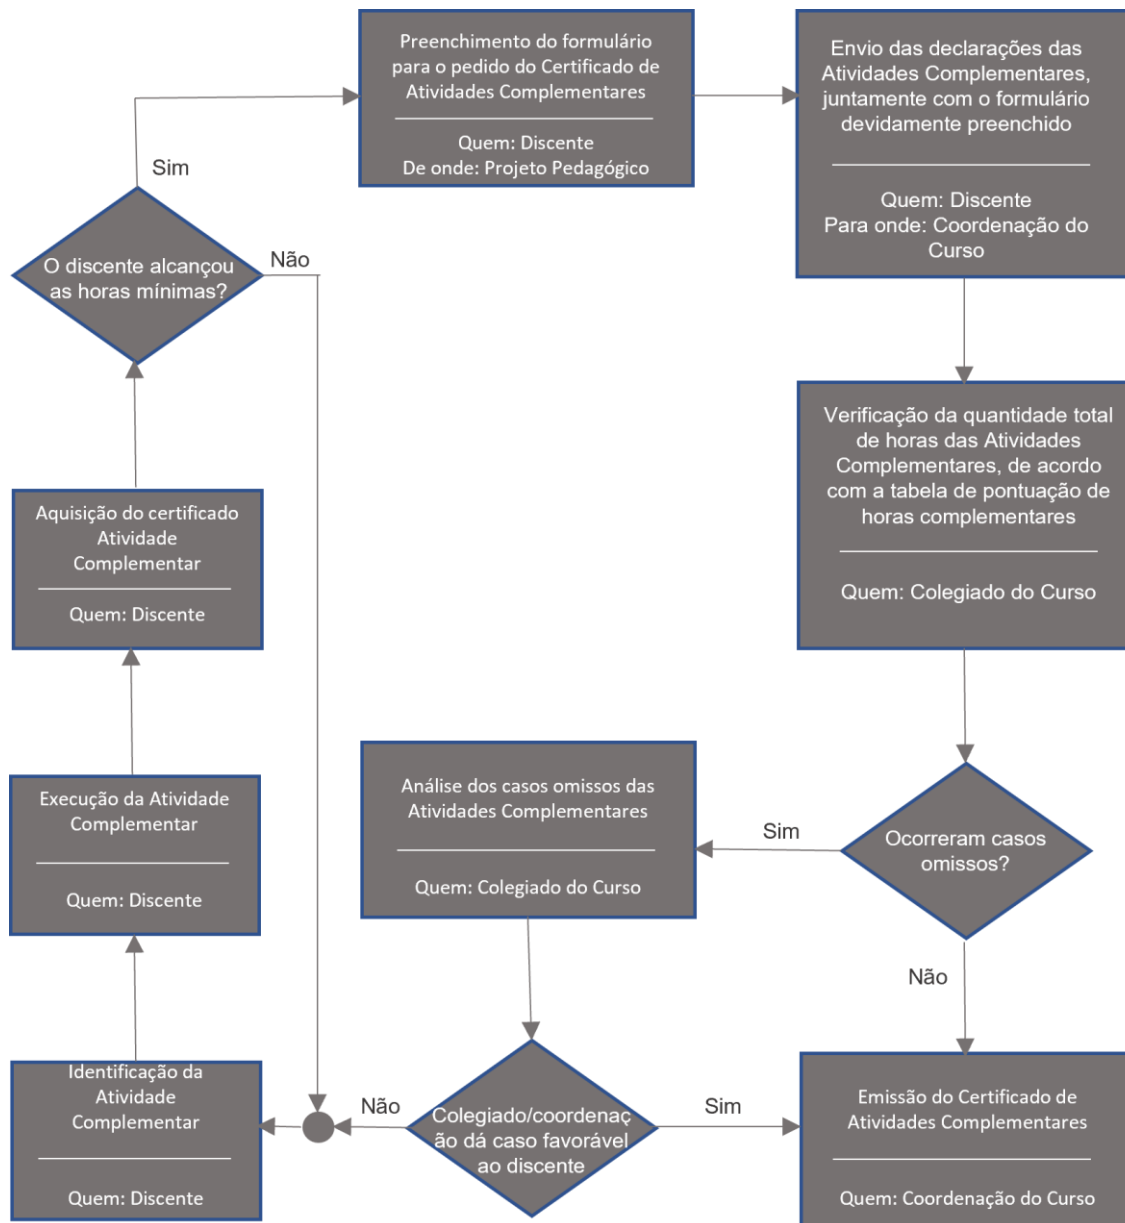 Preenchimento do formulário
para o pedido do Certificado de
Atividades Complementares
Quem: Discente
De onde: Projeto Pedagógico
Envio das declarações das
Atividades Complementares,
juntamente com o formulário
devidamente preenchido
Quem: Discente
Para onde: Coordenação do
Curso
Sim
O discente alcançou
as horas mínimas?
Não
Verificação da quantidade total
de horas das Atividades
Complementares, de acordo
com a tabela de pontuação de
horas complementares
Quem: Colegiado do Curso
Aquisição do certificado
Atividade
Complementar
Quem: Discente
Execução da Atividade
Complementar
Quem: Discente
Análise dos casos omissos das
Atividades Complementares
Quem: Colegiado do Curso
Sim
Ocorreram casos
omissos?
Não
Identificação da
Atividade
Complementar
Quem: Discente
Não
Colegiado/coordenaç
ão dá caso favorável
ao discente
Sim
Emissão do Certificado de
Atividades Complementares
Quem: Coordenação do Curso